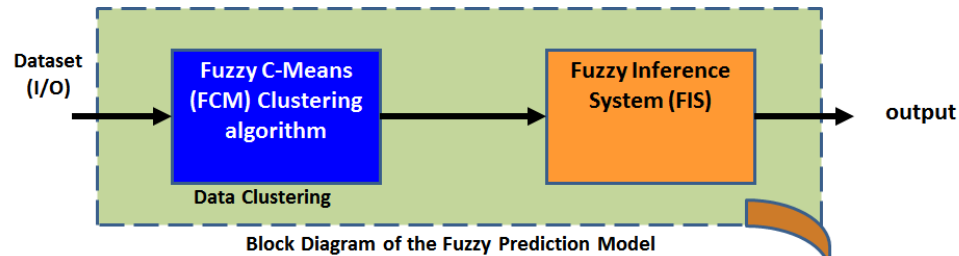 Dataset
(I/O)
Fuzzy C-Means
(FCM) Clustering
algorithm
Fuzzy Inference
System (FIS)
output
Data Clustering
Block Diagram of the Fuzzy Prediction Model